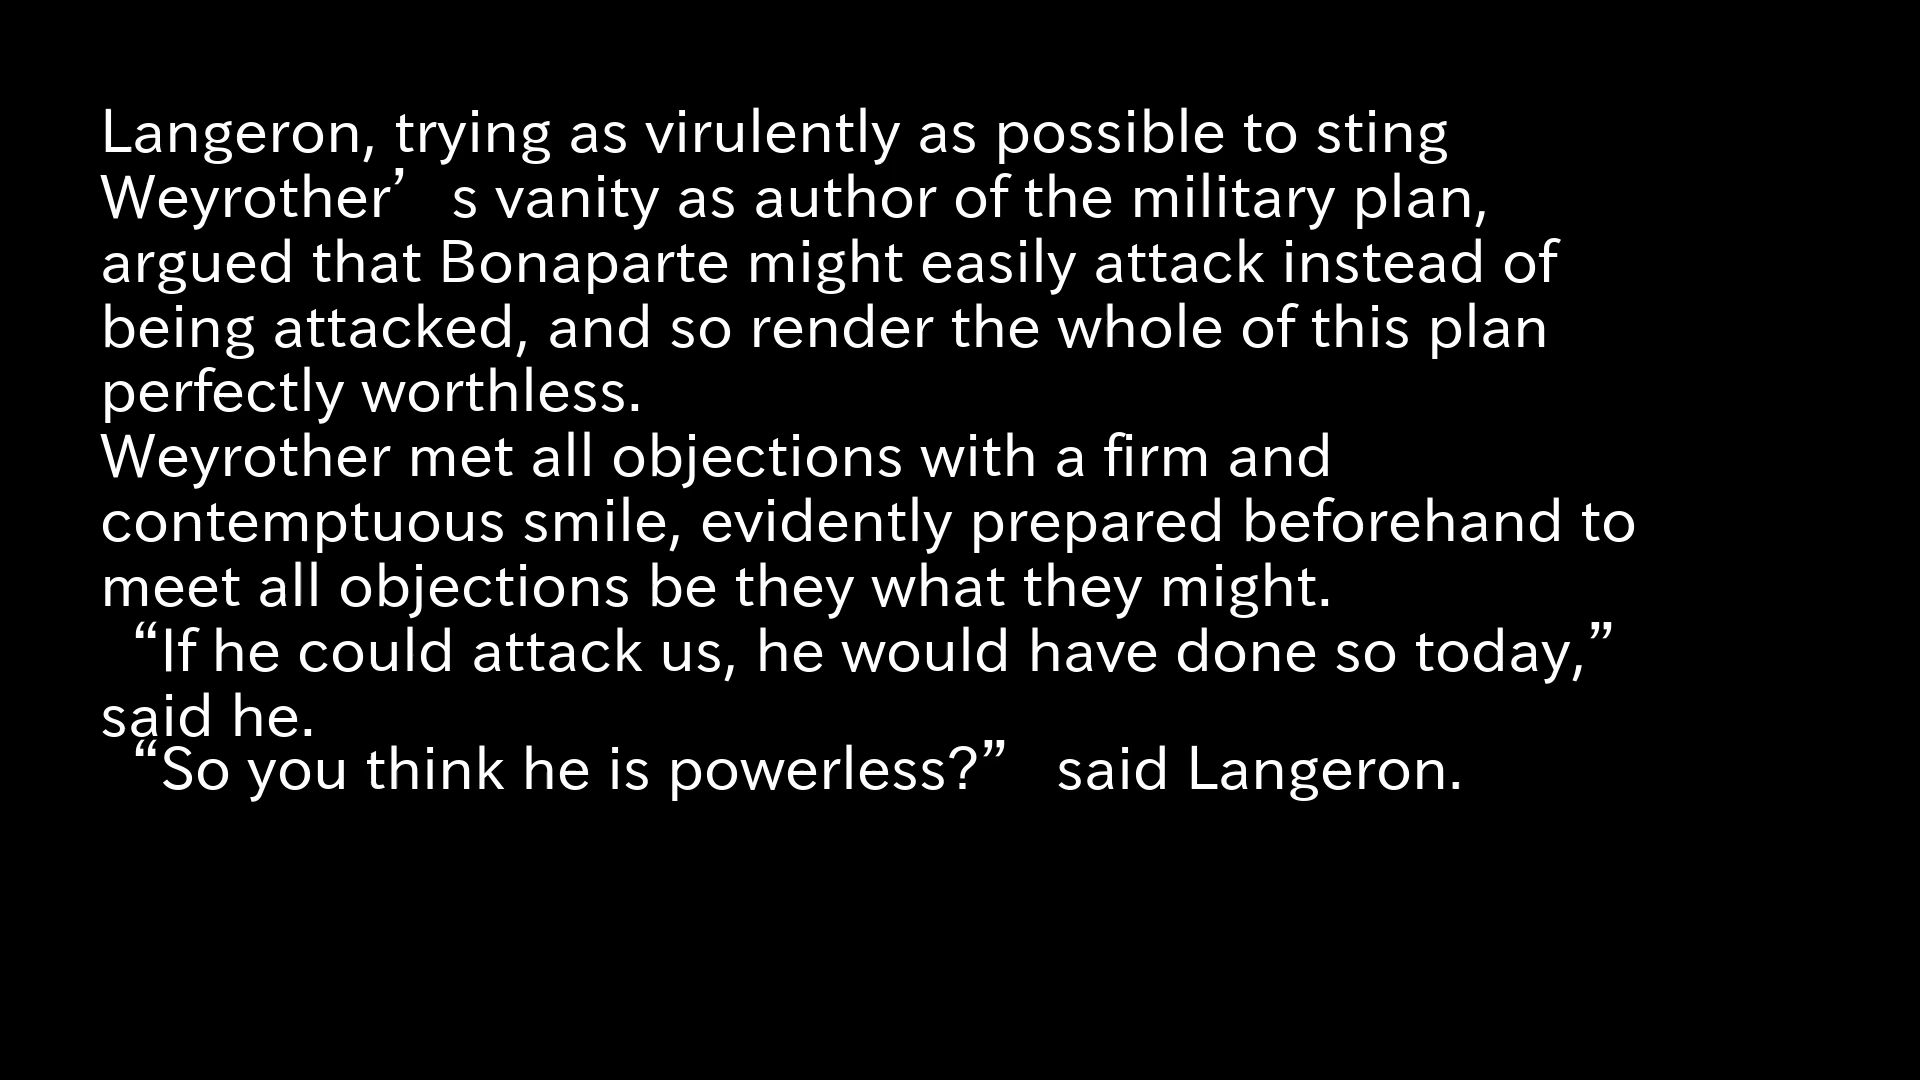 Langeron, trying as virulently as possible to sting
Weyrother’s vanity as author of the military plan,
argued that Bonaparte might easily attack instead of
being attacked, and so render the whole of this plan
perfectly worthless.
Weyrother met all objections with a firm and
contemptuous smile, evidently prepared beforehand to
meet all objections be they what they might.
“If he could attack us, he would have done so today,”
said he.
“So you think he is powerless?” said Langeron.